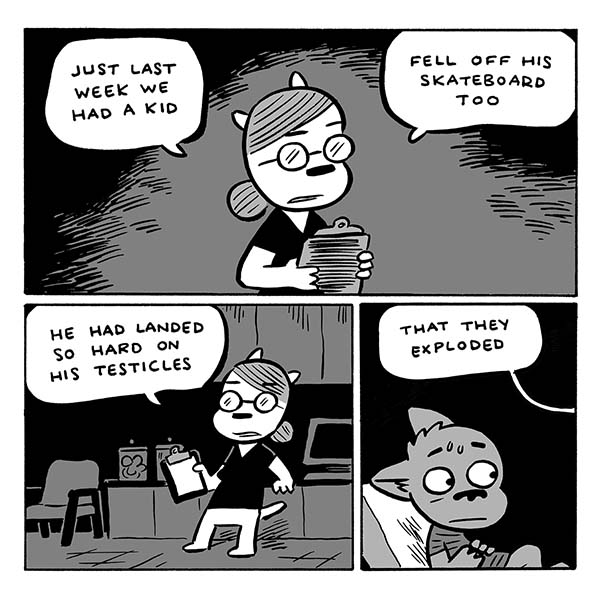 JUST LAST
WEEK WE
HAD A KID
FELL OFF HIS
SKATEBOARD
TOO
HE HAD LANDED
SO HARD ON
HIS TESTICLES
THAT THEY
EXPLODED